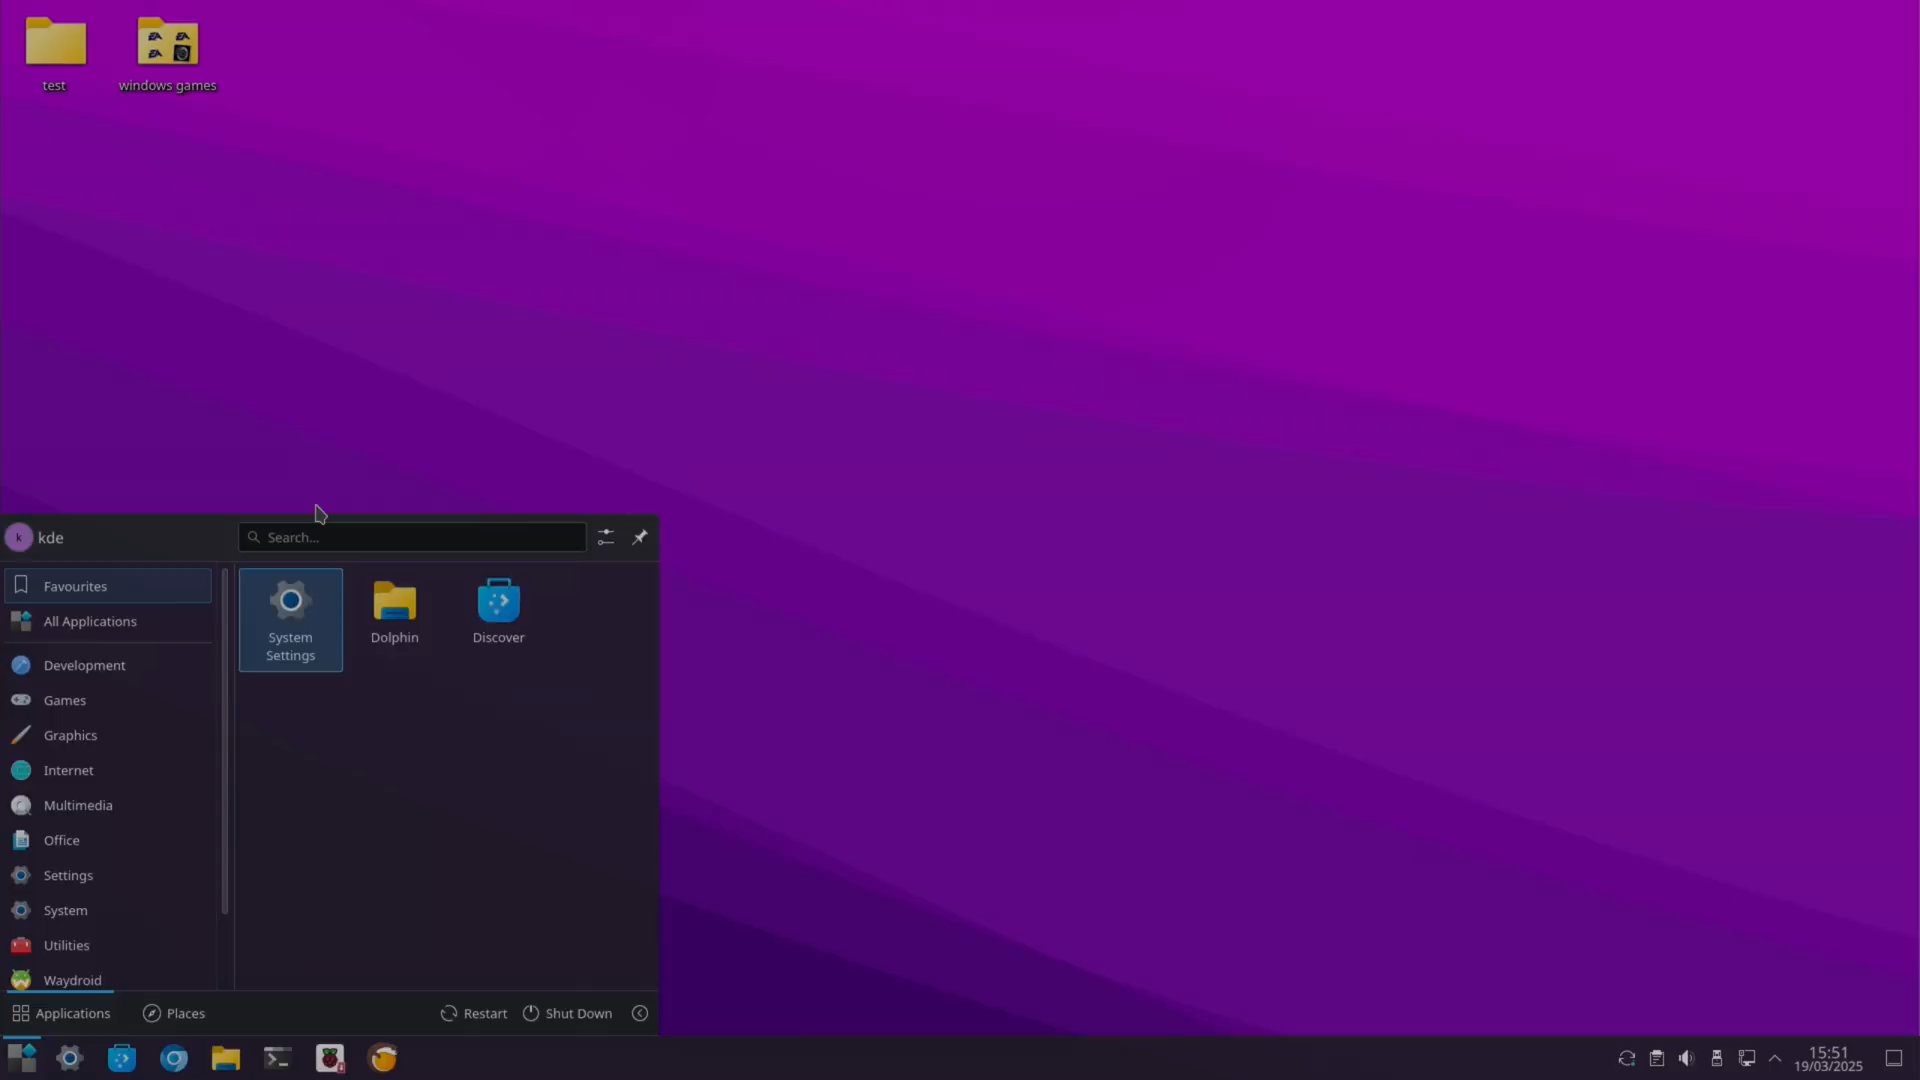 test
windows games
k
kde
Search...
Favourites
All Applications
Development
Games
Graphics
Internet
Multimedia
Office
Settings
System
Utilities
Waydroid
System
Settings
Dolphin
Discover
Applications
Places
Restart
Shut Down
15:51
19/03/2025